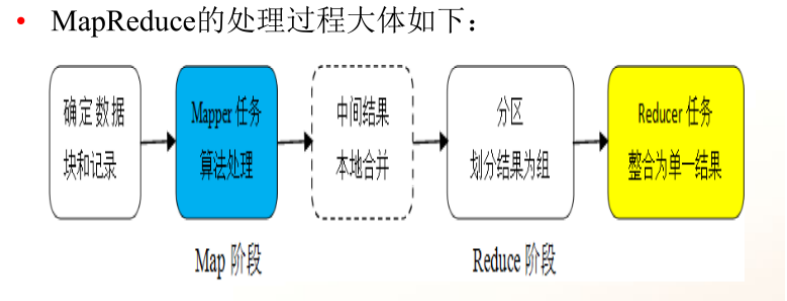 • MapReduce的处理过程大体如下：
确定数据
块和记录
Mapper 任务
算法处理
中间结果
本地合并
分区
划分结果为组
Reducer 任务
整合为单一结果
Map 阶段
Reduce 阶段